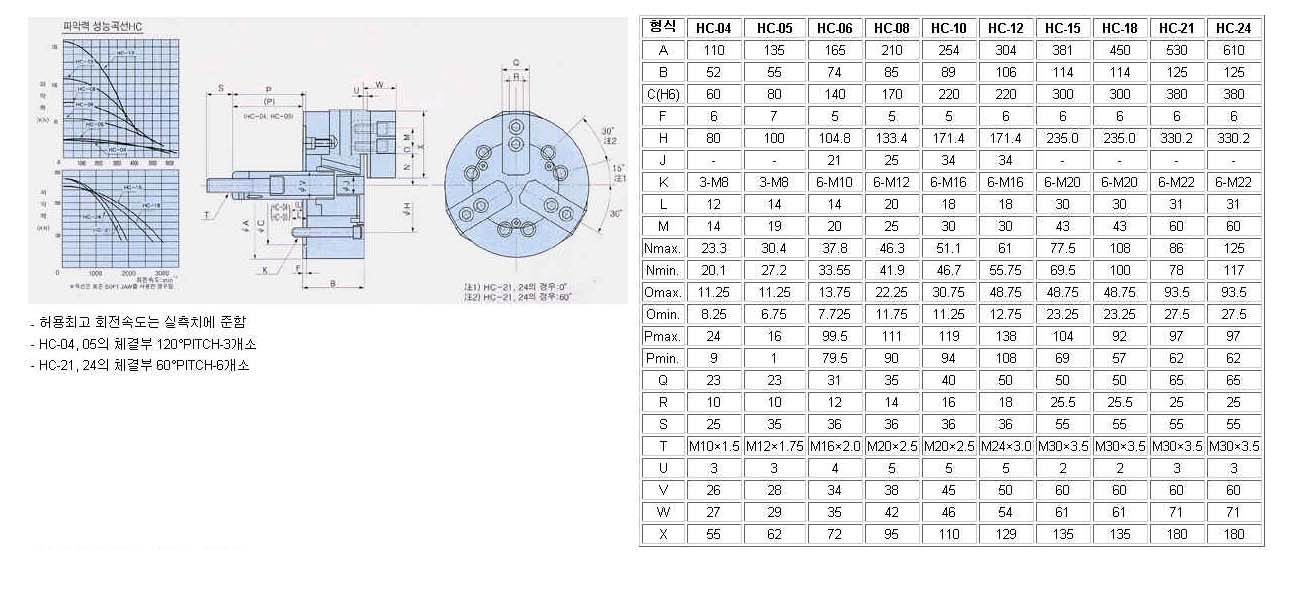 파악력 성능곡선HC
HC-04
(KN)
0
1000
2000
3000
회전속도:
Q
R
S
P
U
W
(P)
(HC-04, HC-05)
M
O
N
X
30°
注2
15°
注1
30°
φV
φJ
φH
φA
φC
T
K
F
B
注1) HC-21, 24의 경우:0°
注2) HC-21, 24의 경우:60°
- 허용최고 회전속도는 실측치에 준함
- HC-04, 05의 체결부 120°PITCH-3개소
- HC-21, 24의 체결부 60°PITCH-6개소
형식 HC-04 HC-05 HC-06 HC-08 HC-10 HC-12 HC-15 HC-18 HC-21 HC-24
A 110 135 165 210 254 304 381 450 530 610
B 52 55 74 85 89 106 114 114 125 125
C(H6) 60 80 140 170 220 220 300 300 380 380
F 6 7 5 5 5 6 6 6 6 6
H 80 100 104.8 133.4 171.4 171.4 235.0 235.0 330.2 330.2
J - - 21 25 34 34 - - - -
K 3-M8 3-M8 6-M10 6-M12 6-M16 6-M16 6-M20 6-M20 6-M22 6-M22
L 12 14 14 20 18 18 30 30 31 31
M 14 19 20 25 30 30 43 43 60 60
Nmax. 23.3 30.4 37.8 46.3 51.1 61 77.5 108 86 125
Nmin. 20.1 27.2 33.55 41.9 46.7 55.75 69.5 100 78 117
Omax. 11.25 11.25 13.75 22.25 30.75 48.75 48.75 48.75 93.5 93.5
Omin. 8.25 6.75 7.725 11.75 11.25 12.75 23.25 23.25 27.5 27.5
Pmax. 24 16 99.5 111 119 138 104 92 97 97
Pmin. 9 1 79.5 90 94 108 69 57 62 62
Q 23 23 31 35 40 50 50 50 65 65
R 10 10 12 14 16 18 25.5 25.5 25 25
S 25 35 36 36 36 36 55 55 55 55
T M10×1.5 M12×1.75 M16×2.0 M20×2.5 M20×2.5 M24×3.0 M30×3.5 M30×3.5 M30×3.5 M30×3.5
U 3 3 4 5 5 5 2 2 3 3
V 26 28 34 38 45 50 60 60 60 60
W 27 29 35 42 46 54 61 61 71 71
X 55 62 72 95 110 129 135 135 180 180